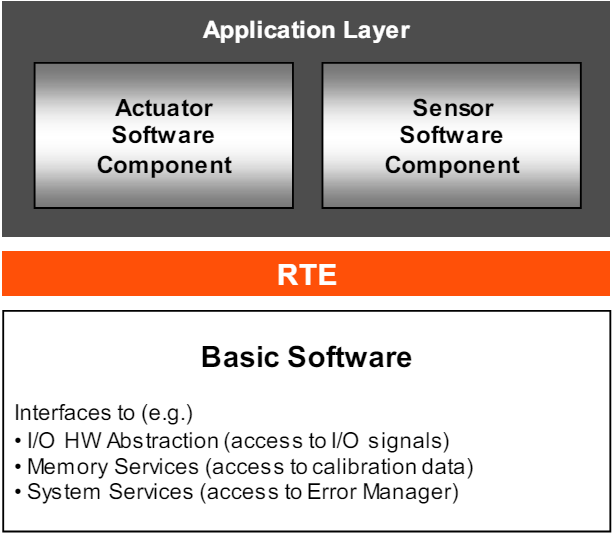 Application Layer
Actuator
Software
Component
Sensor
Software
Component
RTE
Basic Software
Interfaces to (e.g.)
• I/O HW Abstraction (access to I/O signals)
• Memory Services (access to calibration data)
• System Services (access to Error Manager)